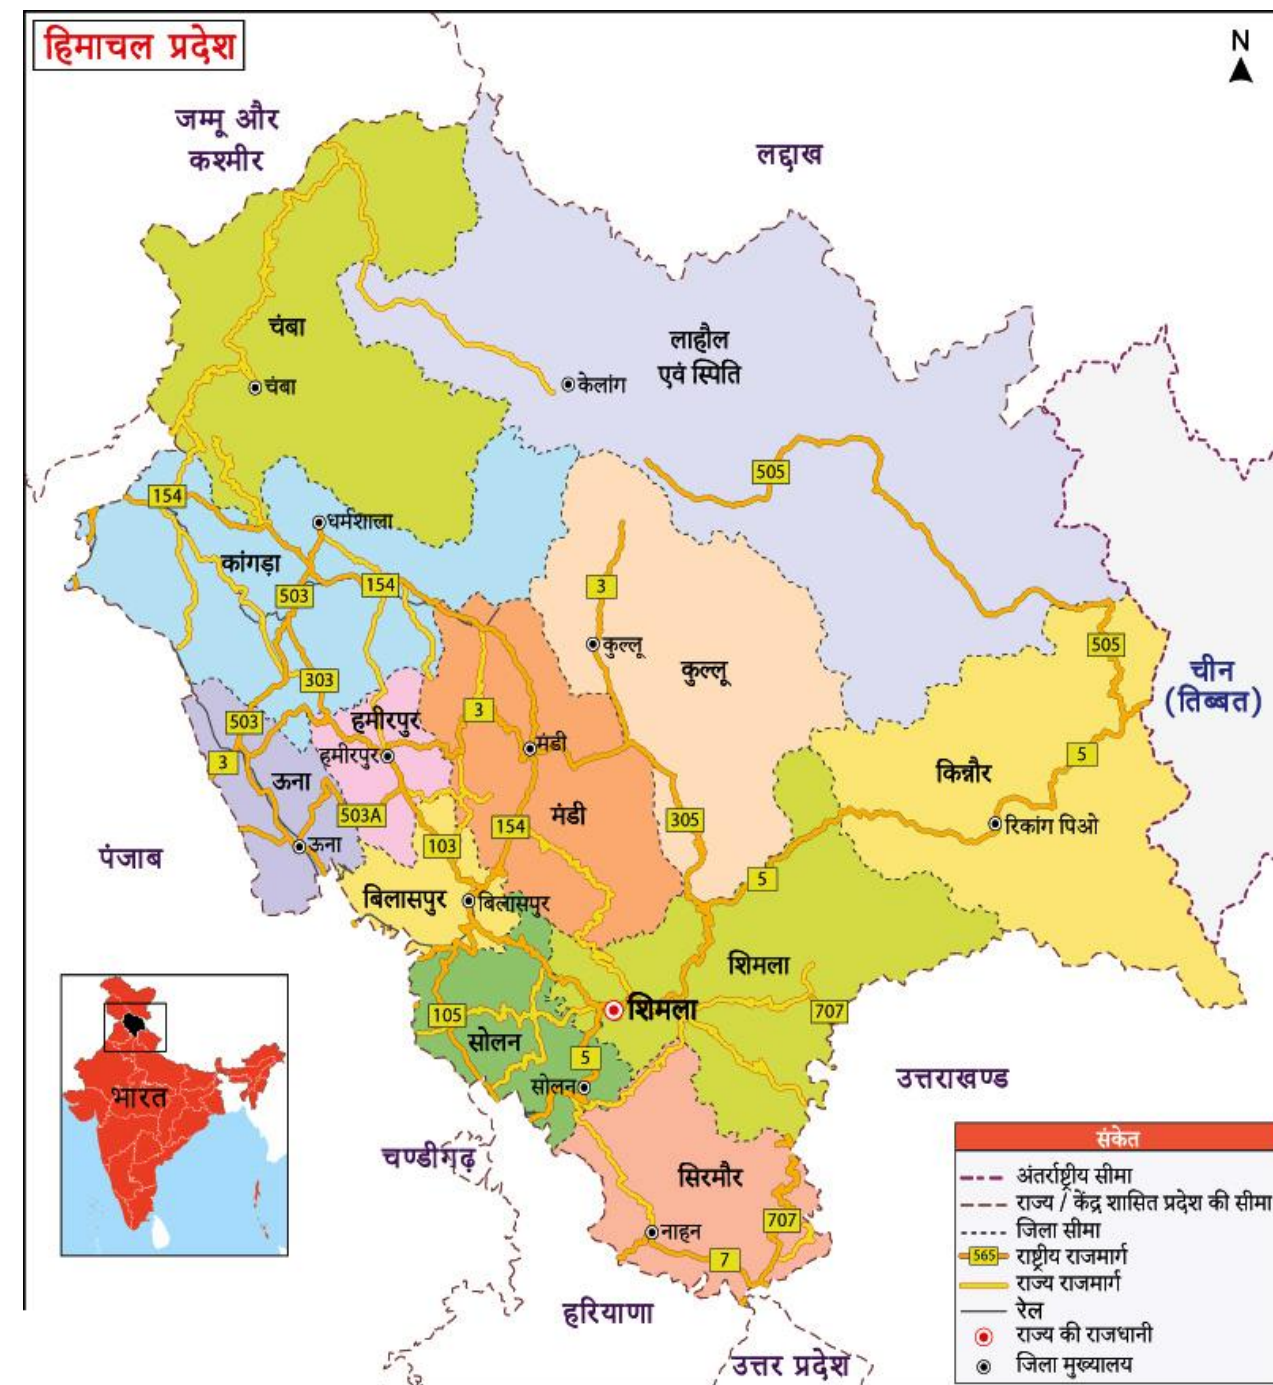 हिमाचल प्रदेश
N
जम्मू और
कश्मीर
लद्दाख
चंबा
चंबा
लाहौल
एवं स्पिति
केलांग
505
154
धर्मशाला
कांगड़ा
503
154
3
कुल्लू
कुल्लू
505
चीन
(तिब्बत)
303
503
3
हमीरपुर
हमीरपुर
3
मंडी
मंडी
5
किन्नौर
रिकांग पिओ
ऊना
ऊना
503A
103
154
305
पंजाब
बिलासपुर
बिलासपुर
5
शिमला
शिमला
707
105
सोलन
5
सोलन
भारत
उत्तराखण्ड
चण्डीगढ़
सिरमौर
नाहन
707
7
हरियाणा
उत्तर प्रदेश
संकेत
अंतर्राष्ट्रीय सीमा
राज्य / केंद्र शासित प्रदेश की सीमा
जिला सीमा
565 राष्ट्रीय राजमार्ग
राज्य राजमार्ग
रेल
राज्य की राजधानी
जिला मुख्यालय